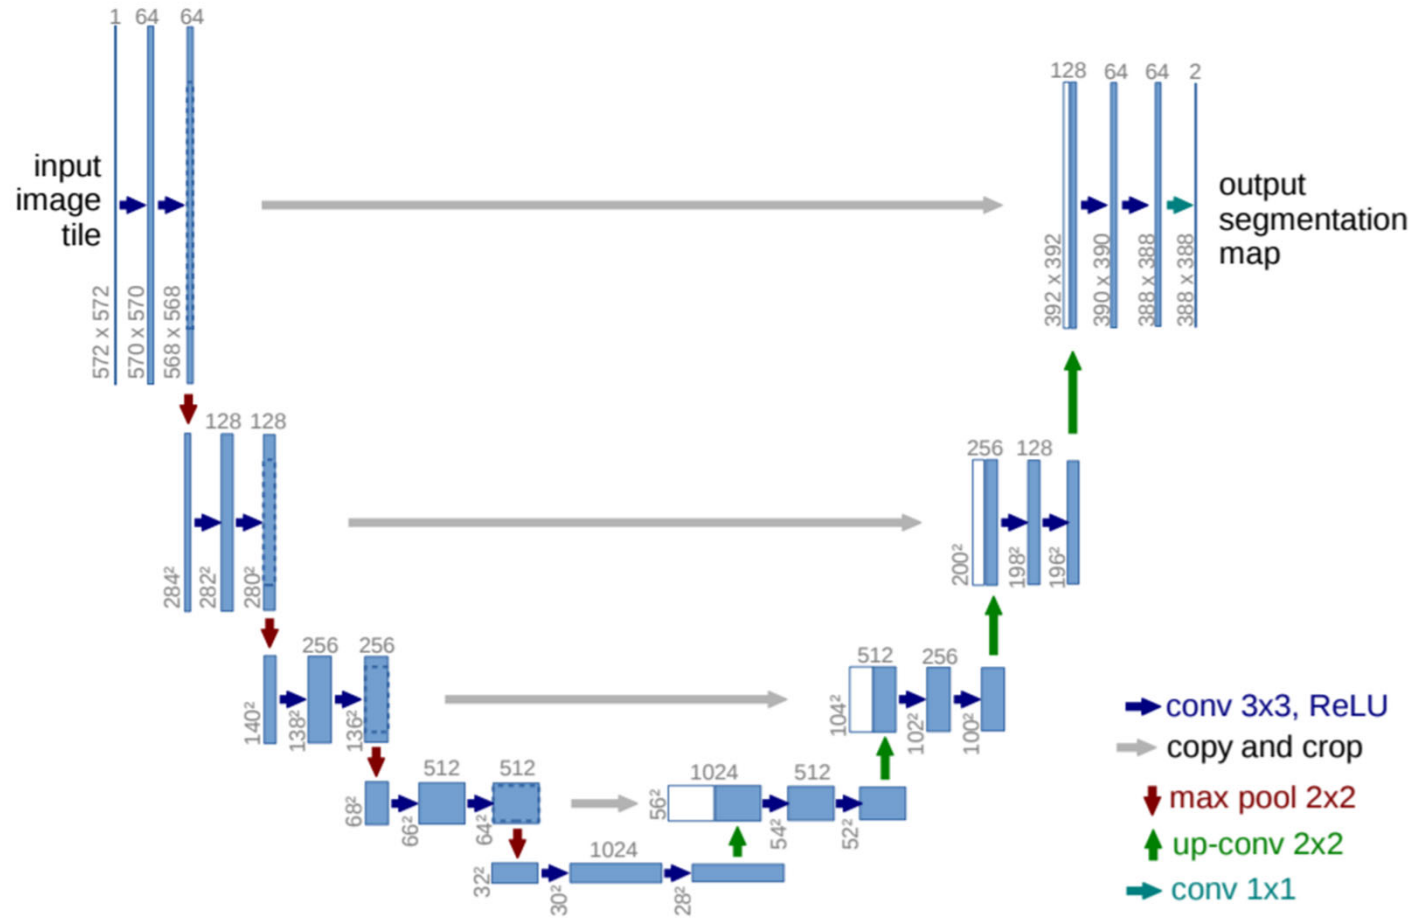 1 64 64
input
image
tile
572 x 572
570 x 570
568 x 568
128 64 64 2
output
segmentation
map
392 x 392
390 x 390
388 x 388
388 x 388
128 128
284²
282²
280²
256 128
200²
198²
196²
256 256
140²
138²
136²
512 256
104²
102²
100²
512 512
68²
66²
64²
1024 512
56²
54²
52²
1024
32²
30²
28²
conv 3x3, ReLU
copy and crop
max pool 2x2
up-conv 2x2
conv 1x1